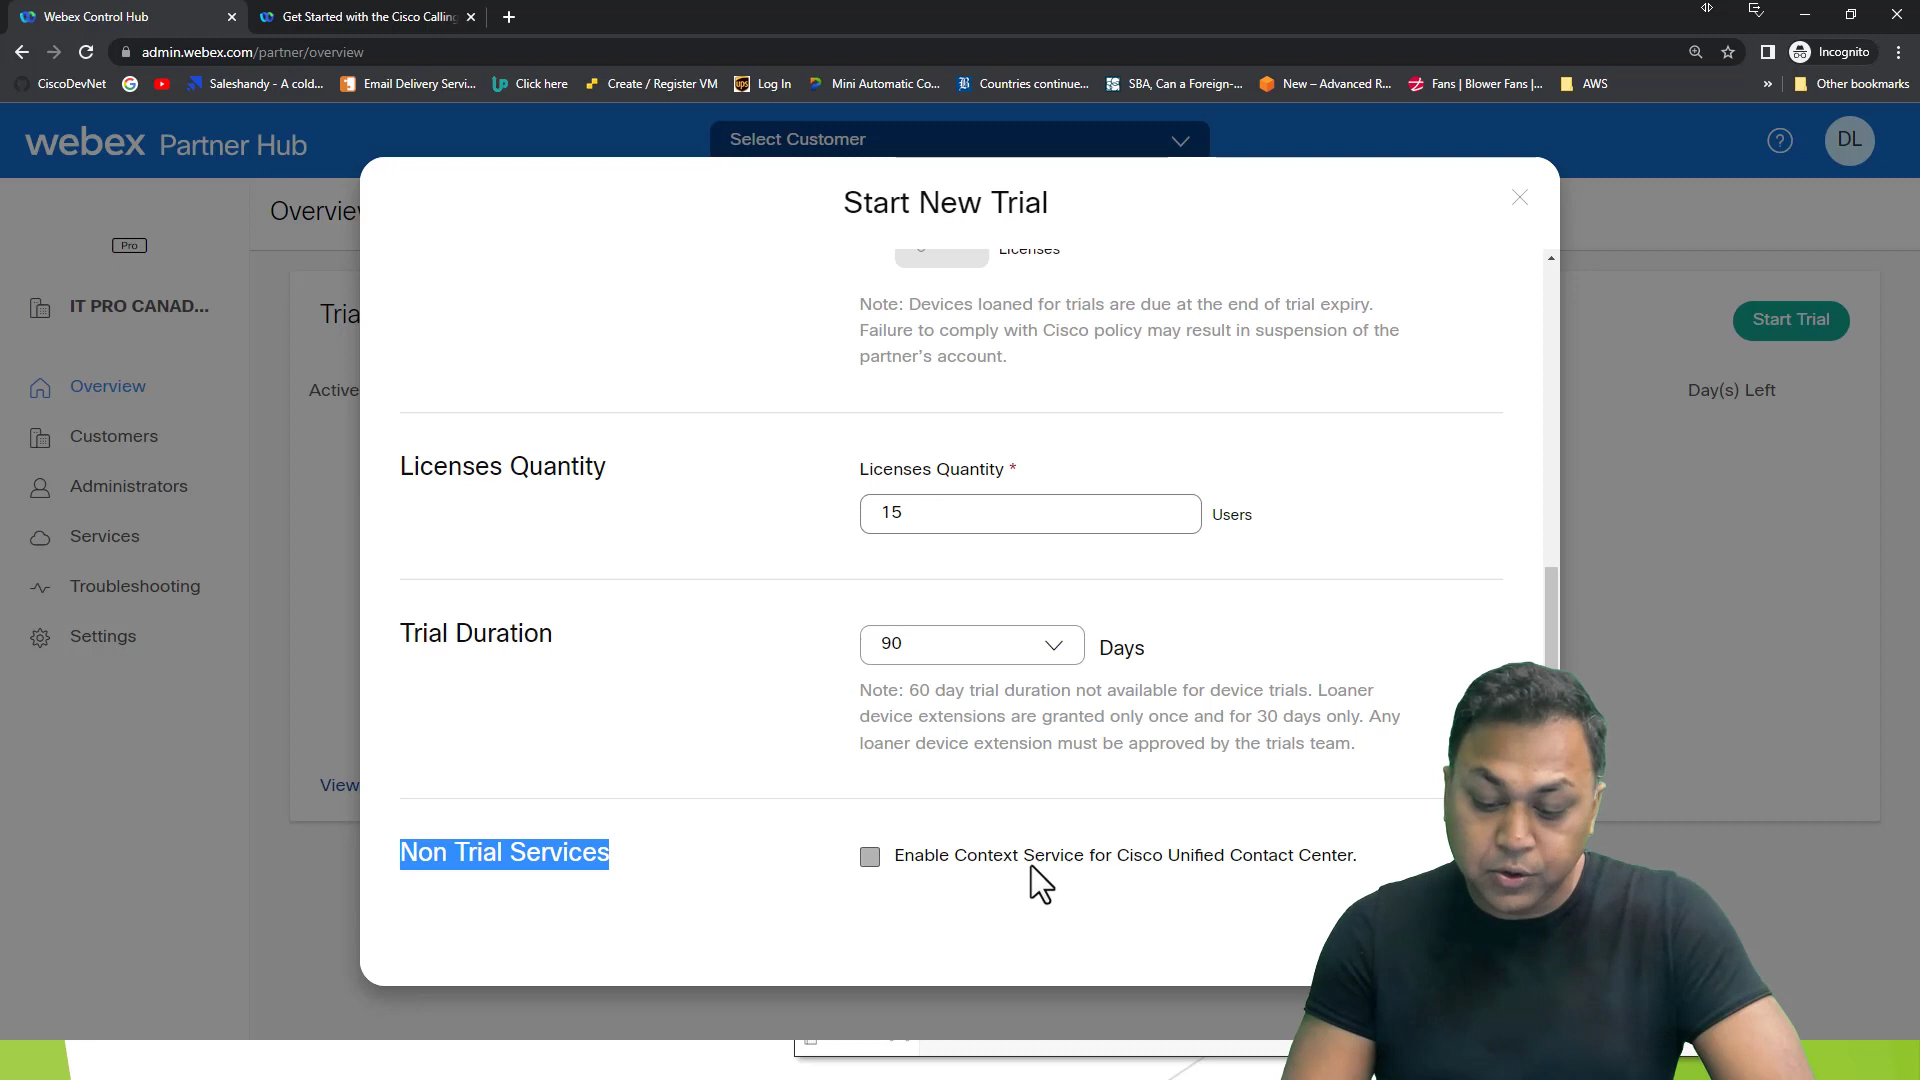 Webex Control Hub
Get Started with the Cisco Calling
admin.webex.com/partner/overview
Incognito
CiscoDevNet
Saleshandy - A cold...
Email Delivery Servi...
Click here
Create / Register VM
Log In
Mini Automatic Co...
Countries continue...
SBA, Can a Foreign-...
New – Advanced R...
Fans | Blower Fans |...
AWS
»
Other bookmarks
webex Partner Hub
Select Customer
?
DL
Start New Trial
Overview
Pro
IT PRO CANAD...
Overview
Customers
Administrators
Services
Troubleshooting
Settings
Tria
Start Trial
Active
Day(s) Left
View
Licenses
Note: Devices loaned for trials are due at the end of trial expiry.
Failure to comply with Cisco policy may result in suspension of the
partner's account.
Licenses Quantity
Licenses Quantity *
15
Users
Trial Duration
90
Days
Note: 60 day trial duration not available for device trials. Loaner
device extensions are granted only once and for 30 days only. Any
loaner device extension must be approved by the trials team.
Non Trial Services
Enable Context Service for Cisco Unified Contact Center.